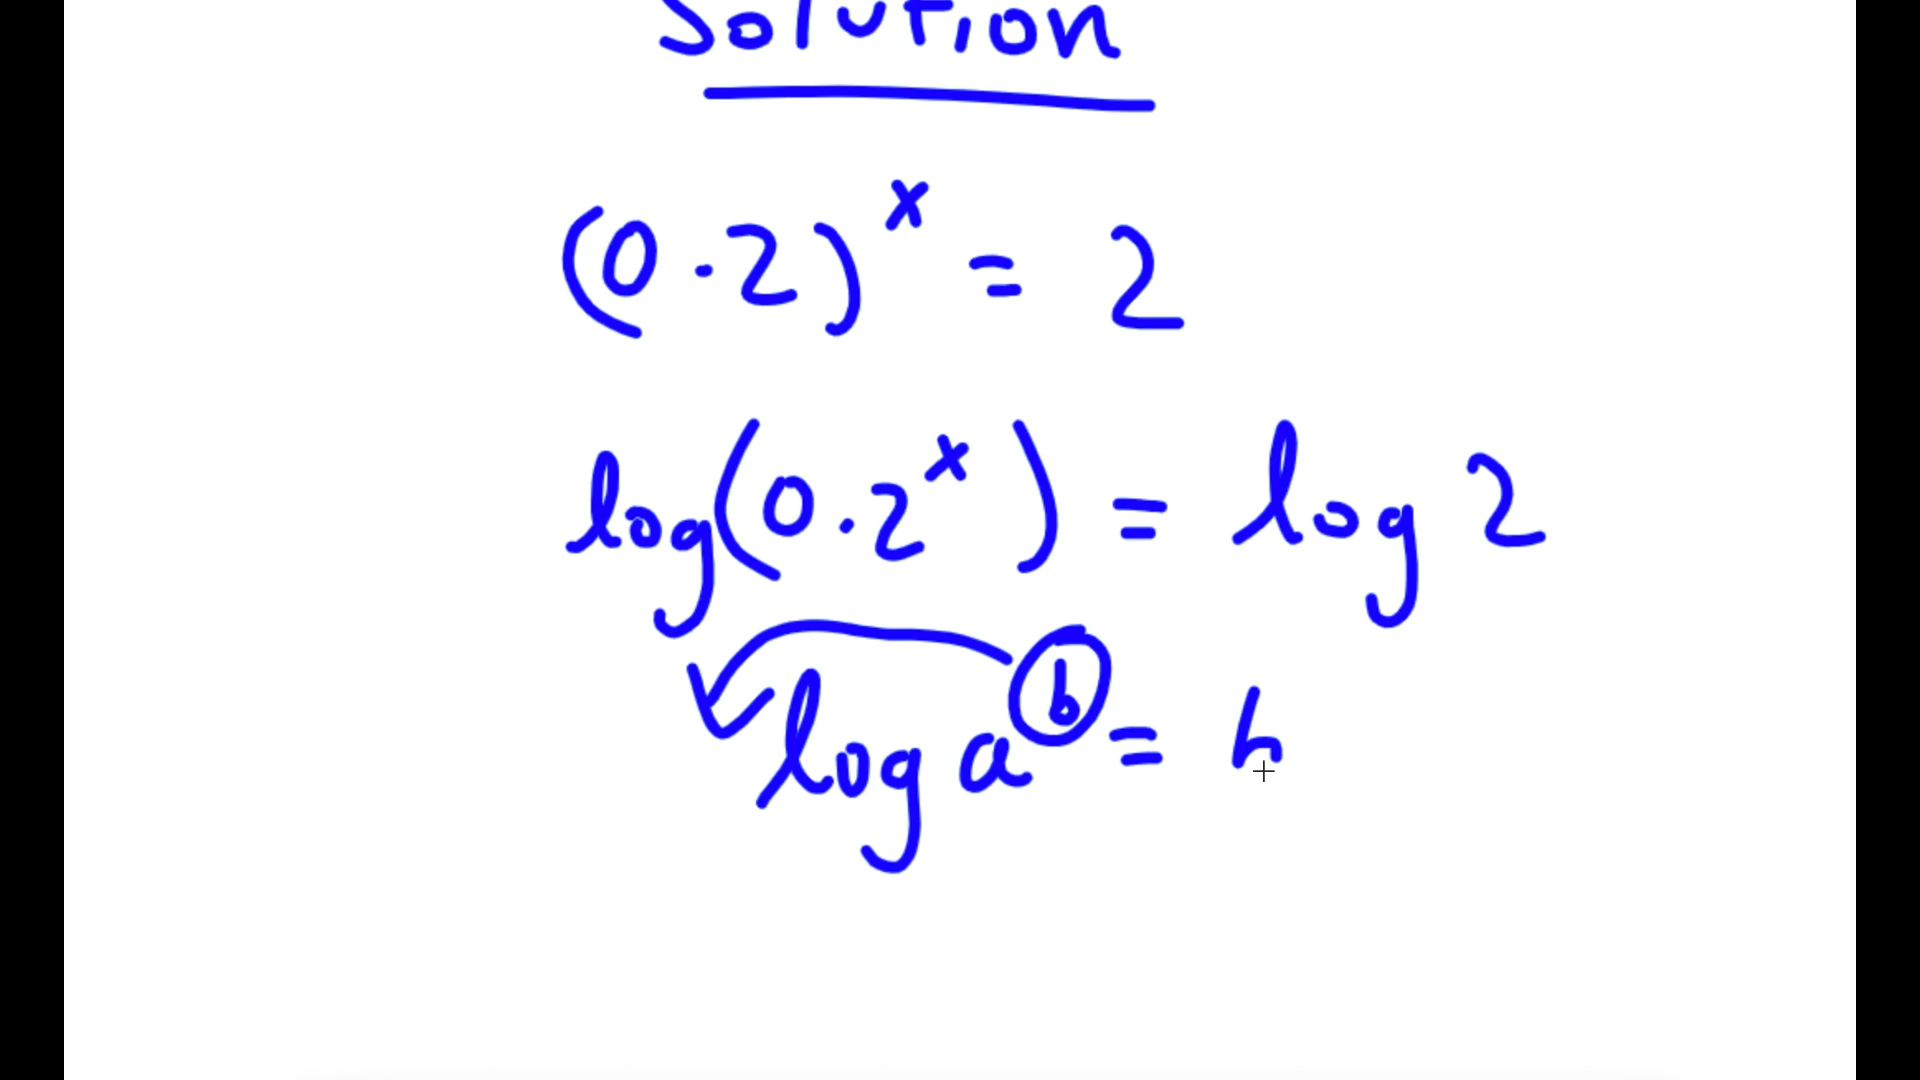 Solution
(0.2)^x = 2
log(0.2^x) = log 2
log a^b =